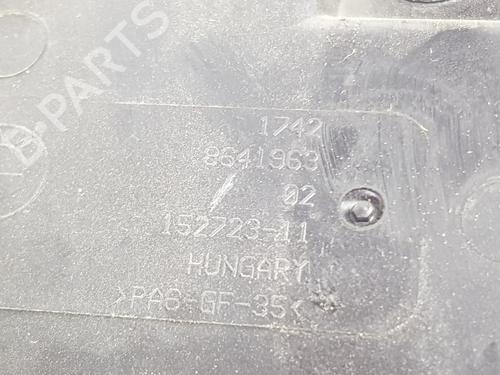 1742
8641963
02
152723-11
HUNGARY
>PA6-GF-35<
B-PARTS